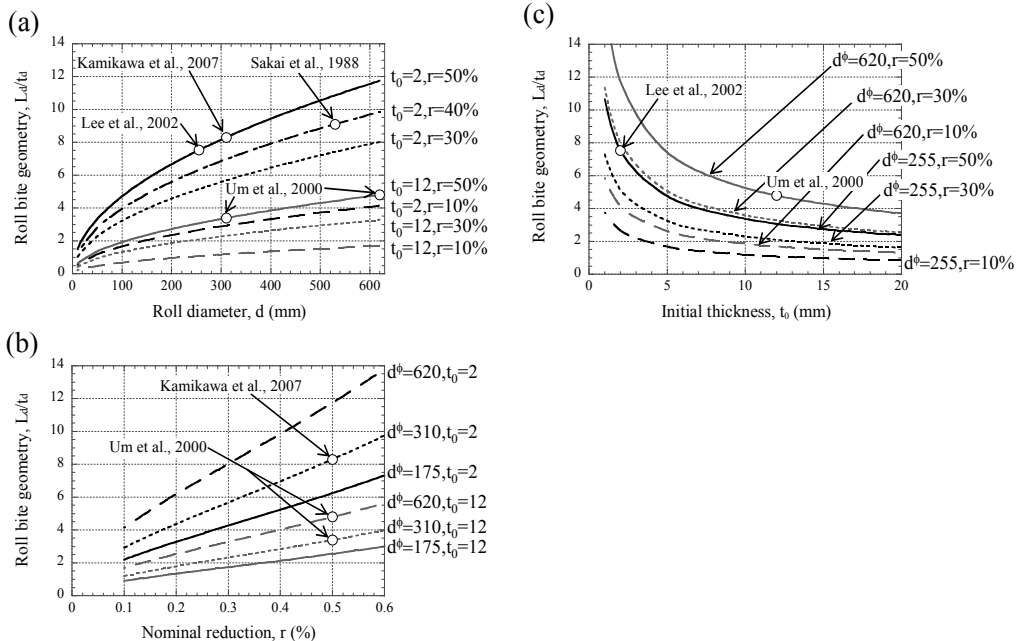 (a)
14
12
10
8
6
4
2
0
Roll bite geometry, Ld/td
Kamikawa et al., 2007
Sakai et al., 1988
Lee et al., 2002
Um et al., 2000
t0=2,r=50%
t0=2,r=40%
t0=2,r=30%
t0=12,r=50%
t0=2,r=10%
t0=12,r=30%
t0=12,r=10%
0 100 200 300 400 500 600
Roll diameter, d (mm)
(b)
14
12
10
8
6
4
2
0
Roll bite geometry, Ld/td
Kamikawa et al., 2007
Um et al., 2000
dϕ=620,t0=2
dϕ=310,t0=2
dϕ=175,t0=2
dϕ=620,t0=12
dϕ=310,t0=12
dϕ=175,t0=12
0 0.1 0.2 0.3 0.4 0.5 0.6
Nominal reduction, r (%)
(c)
14
12
10
8
6
4
2
0
Roll bite geometry, Ld/td
Lee et al., 2002
Um et al., 2000
dϕ=620,r=50%
dϕ=620,r=30%
dϕ=620,r=10%
dϕ=255,r=50%
dϕ=255,r=30%
dϕ=255,r=10%
0 5 10 15 20
Initial thickness, t0 (mm)